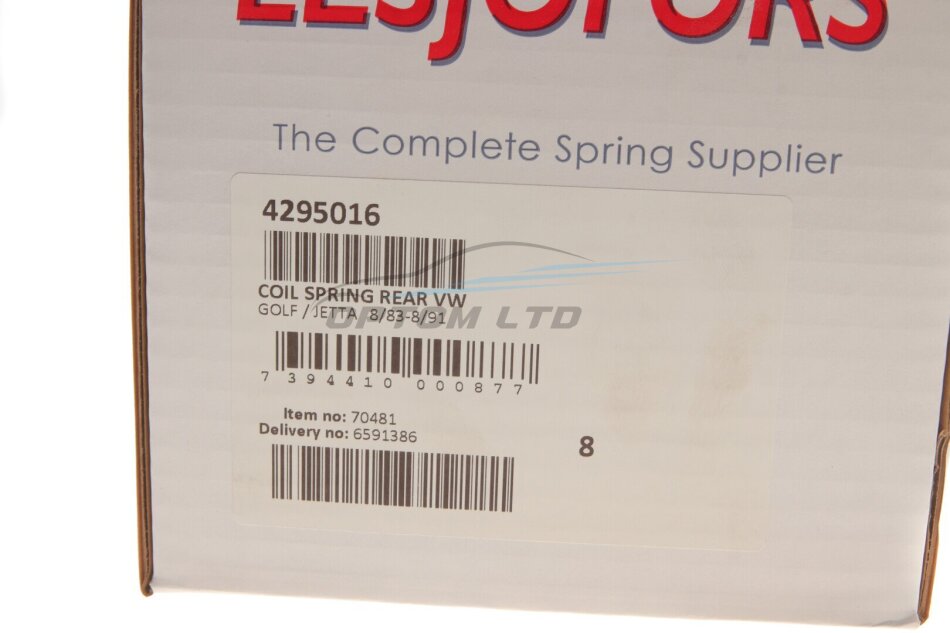 LESJÖFORS
The Complete Spring Supplier
4295016
COIL SPRING REAR VW
GOLF / JETTA 8/83-8/91
OPTOM LTD
7 394410 000877
Item no: 70481
Delivery no: 6591386
8